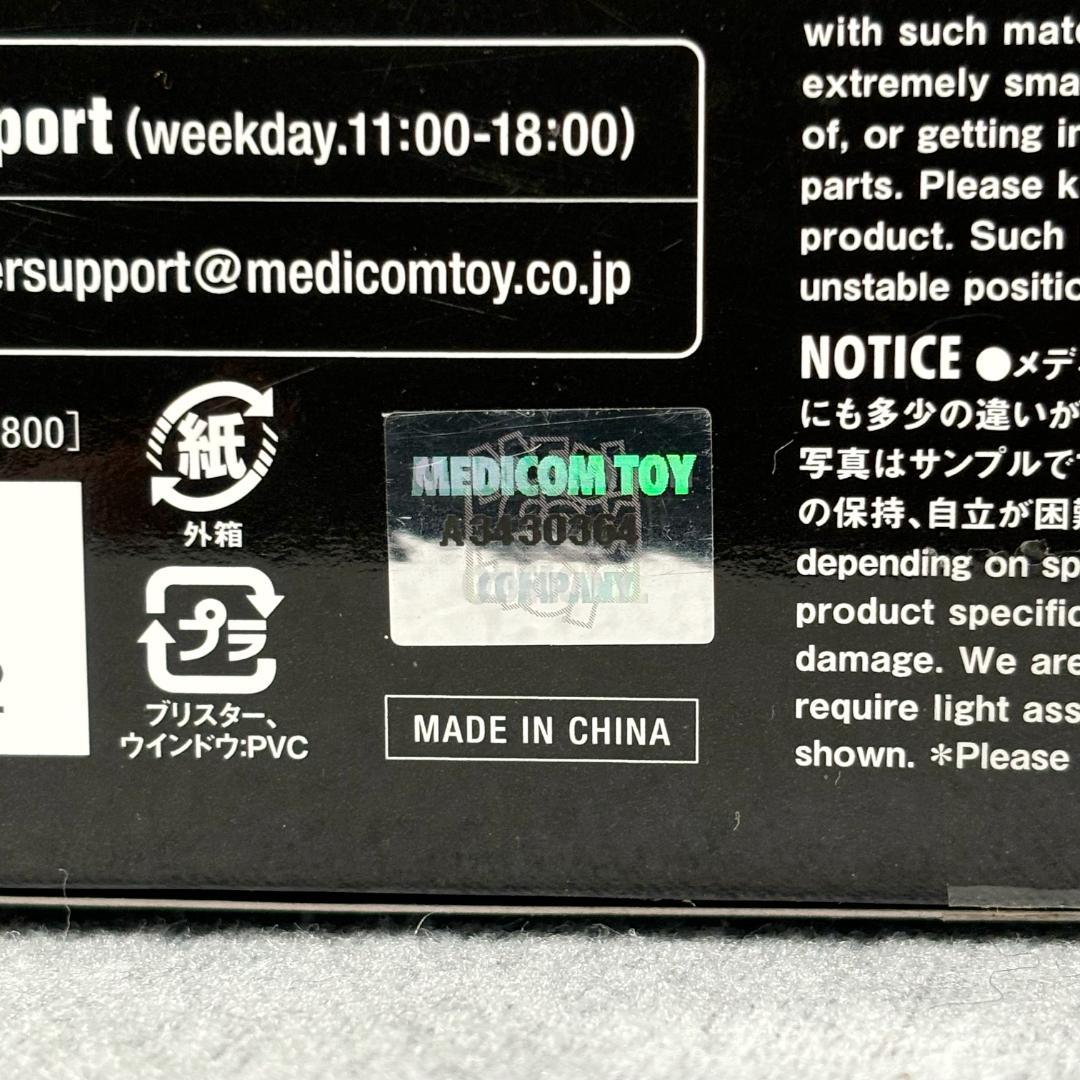 port (weekday.11:00-18:00)
ersupport@medicomtoy.co.jp
800]
紙
外箱
プラ
ブリスター、
ウインドウ:PVC
MEDICOM TOY
A3430364
COMPANY
MADE IN CHINA
with such mate
extremely sma
of, or getting in
parts. Please k
product. Such
unstable positio
NOTICE ●メディ
にも多少の違いが
写真はサンプルで
の保持、自立が困難
depending on sp
product specific
damage. We are
require light ass
shown. *Please